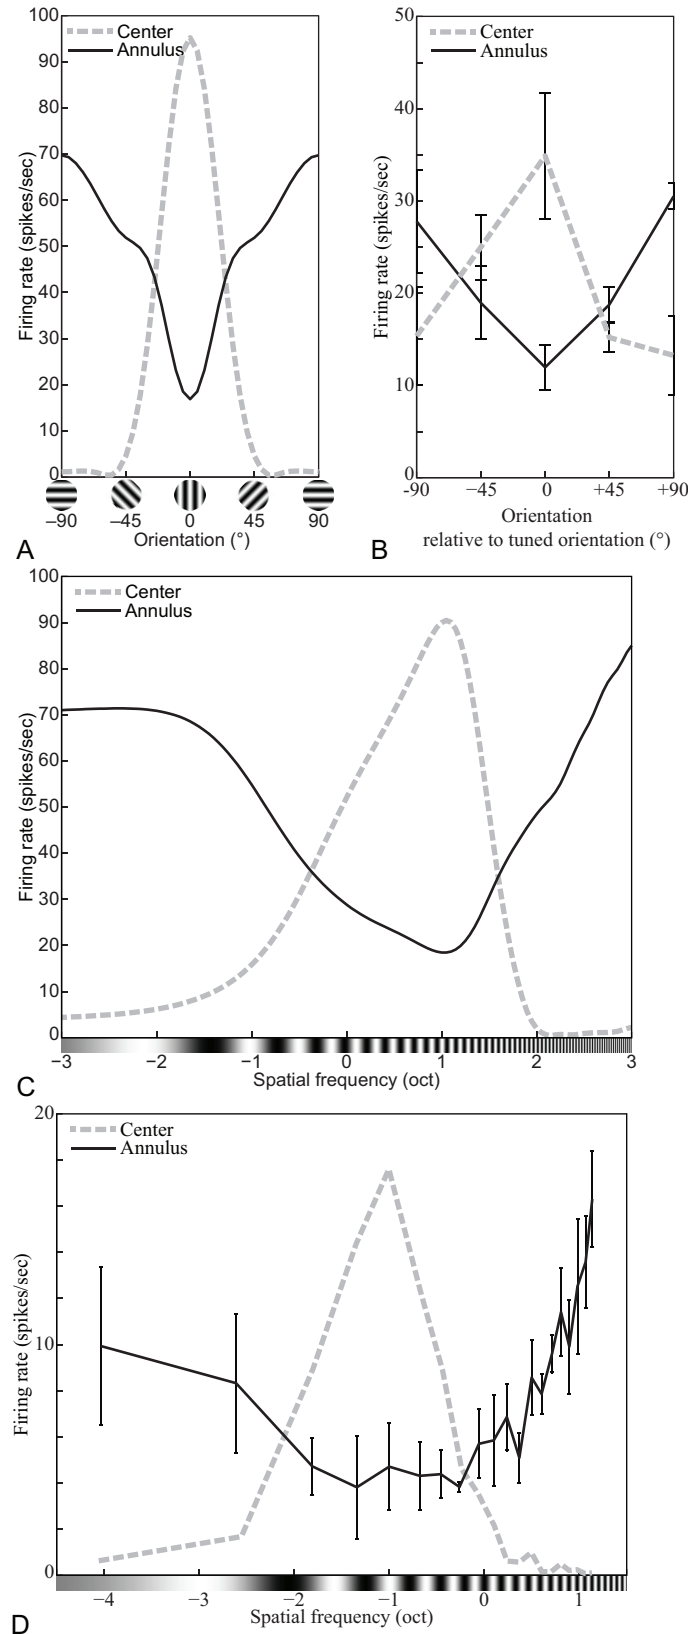 100
90
80
70
60
50
40
30
20
10
0
Firing rate (spikes/sec)
Center
Annulus
−90 −45 0 45 90
Orientation (°)
A
50
40
30
20
10
0
Firing rate (spikes/sec)
Center
Annulus
-90 −45 0 +45 +90
Orientation
relative to tuned orientation (°)
B
100
90
80
70
60
50
40
30
20
10
0
Firing rate (spikes/sec)
Center
Annulus
−3 −2 −1 0 1 2 3
Spatial frequency (oct)
C
20
10
0
Firing rate (spikes/sec)
Center
Annulus
−4 −3 −2 −1 0 1
Spatial frequency (oct)
D